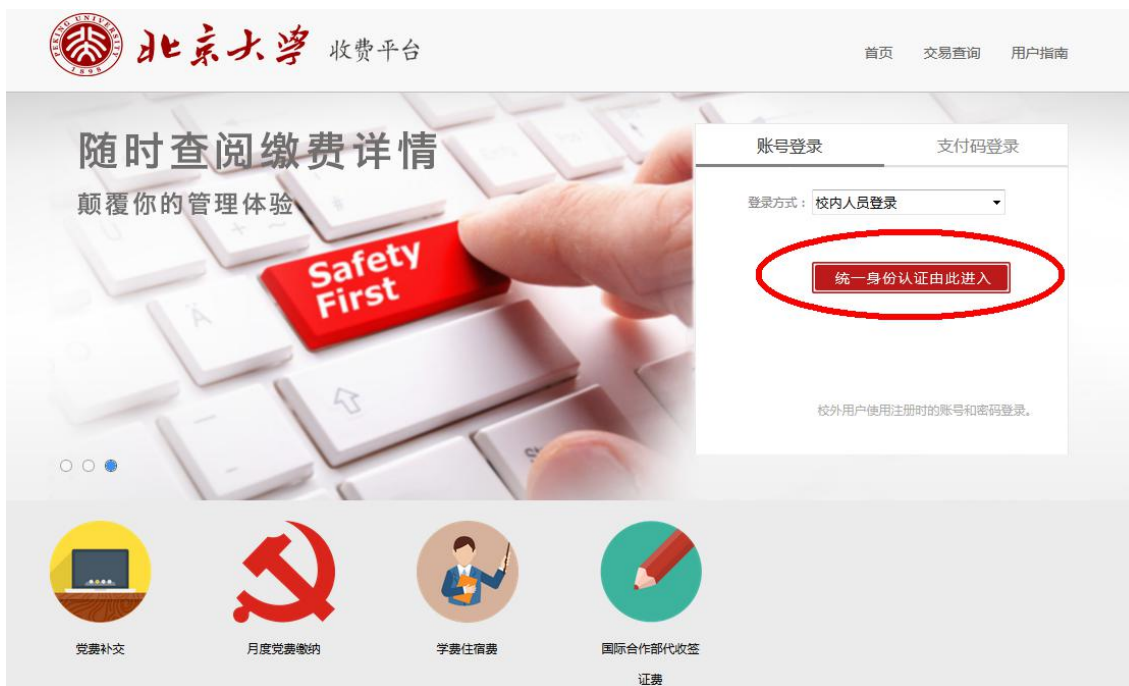 PEKING UNIVERSITY
1898
北京大学 收费平台
首页 交易查询 用户指南
随时查阅缴费详情
颠覆你的管理体验
Safety
First
账号登录 支付码登录
登录方式：校内人员登录
统一身份认证由此进入
校外用户使用注册时的账号和密码登录。
党费补交
月度党费缴纳
学费住宿费
国际合作部代收签
证费